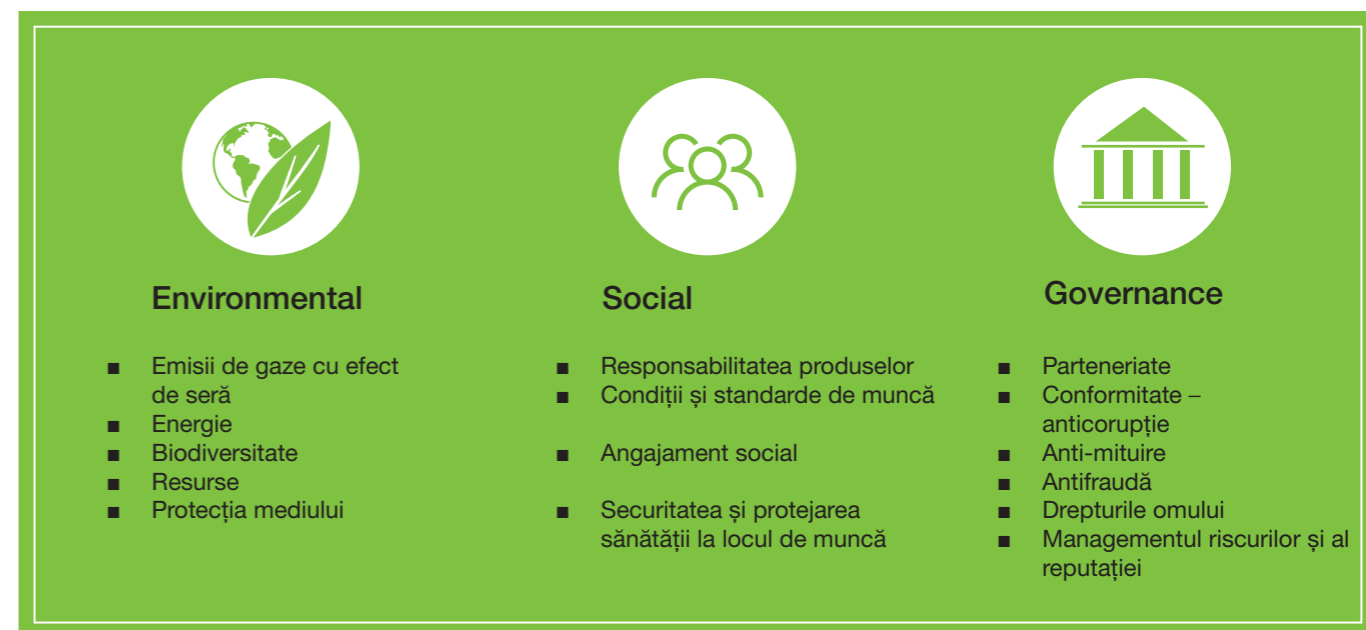 Environmental
■ Emisii de gaze cu efect
de seră
■ Energie
■ Biodiversitate
■ Resurse
■ Protecția mediului
Social
■ Responsabilitatea produselor
■ Condiții și standarde de muncă
■ Angajament social
■ Securitatea și protejarea
sănătății la locul de muncă
Governance
■ Parteneriate
■ Conformitate –
anticorupție
■ Anti-mituire
■ Antifraudă
■ Drepturile omului
■ Managementul riscurilor și al
reputației